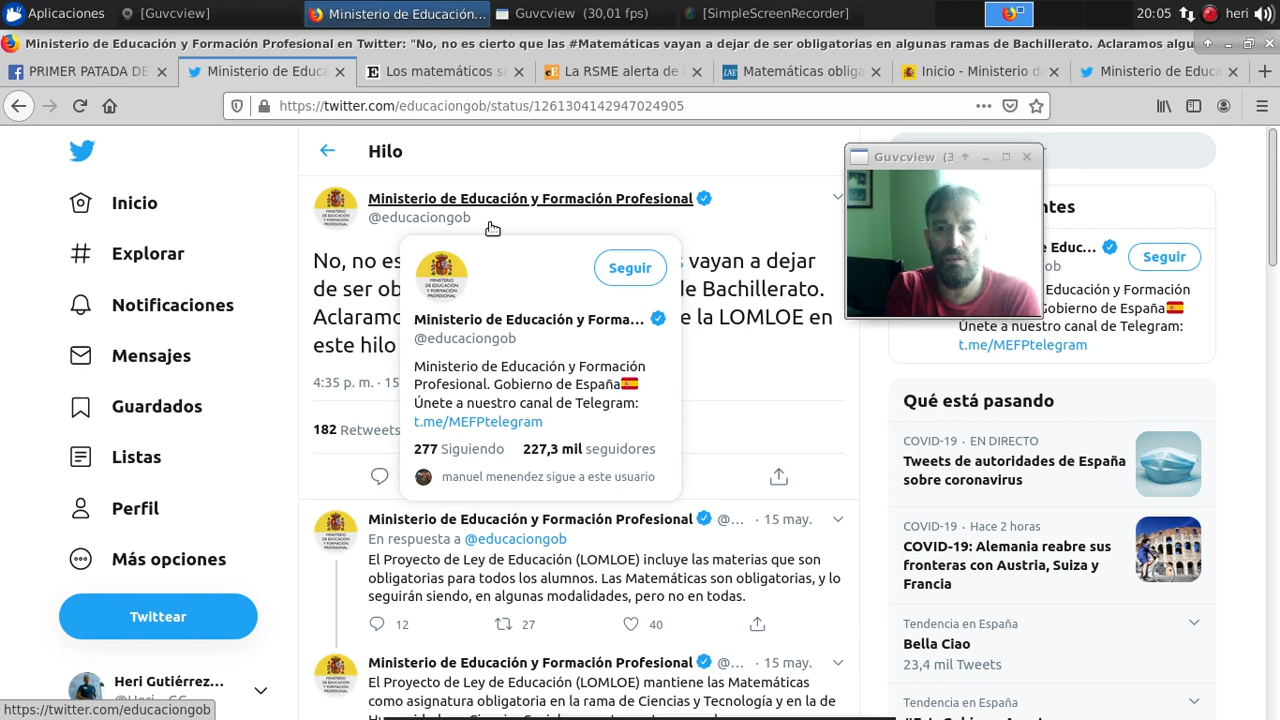 Aplicaciones
[Guvcview]
Ministerio de Educación,...
Guvcview (30,01 fps)
[SimpleScreenRecorder]
20:05
heri
Ministerio de Educación y Formación Profesional en Twitter: "No, no es cierto que las #Matemáticas vayan a dejar de ser obligatorias en algunas ramas de Bachillerato. Aclaramos algu
PRIMER PATADA DE
Ministerio de Educa
Los matemáticos se
La RSME alerta de l
Matemáticas obliga
Inicio - Ministerio d
Ministerio de Educa
https://twitter.com/educaciongob/status/1261304142947024905
Inicio
Explorar
Notificaciones
Mensajes
Guardados
Listas
Perfil
Más opciones
Twittear
Heri Gutiérrez...
https://twitter.com/educaciongob
Hilo
Ministerio de Educación y Formación Profesional
@educaciongob
No, no es
s vayan a dejar
de ser ob
de Bachillerato.
Aclaramo
e la LOMLOE en
este hilo
4:35 p. m. · 15
182 Retweets
Seguir
Ministerio de Educación y Forma...
@educaciongob
Ministerio de Educación y Formación
Profesional. Gobierno de España🇪🇸
Únete a nuestro canal de Telegram:
t.me/MEFPtelegram
277 Siguiendo 227,3 mil seguidores
manuel menendez sigue a este usuario
Ministerio de Educación y Formación Profesional @... · 15 may.
En respuesta a @educaciongob
El Proyecto de Ley de Educación (LOMLOE) incluye las materias que son
obligatorias para todos los alumnos. Las Matemáticas son obligatorias, y lo
seguirán siendo, en algunas modalidades, pero no en todas.
12 27 40
Ministerio de Educación y Formación Profesional @... · 15 may.
El Proyecto de Ley de Educación (LOMLOE) mantiene las Matemáticas
como asignatura obligatoria en la rama de Ciencias y Tecnología y en la de
Guvcview (3
ntes
e Educ...
ob
Seguir
Educación y Formación
Gobierno de España🇪🇸
Únete a nuestro canal de Telegram:
t.me/MEFPtelegram
Qué está pasando
COVID-19 · EN DIRECTO
Tweets de autoridades de España
sobre coronavirus
COVID-19 · Hace 2 horas
COVID-19: Alemania reabre sus
fronteras con Austria, Suiza y
Francia
Tendencia en España
Bella Ciao
23,4 mil Tweets
Tendencia en España